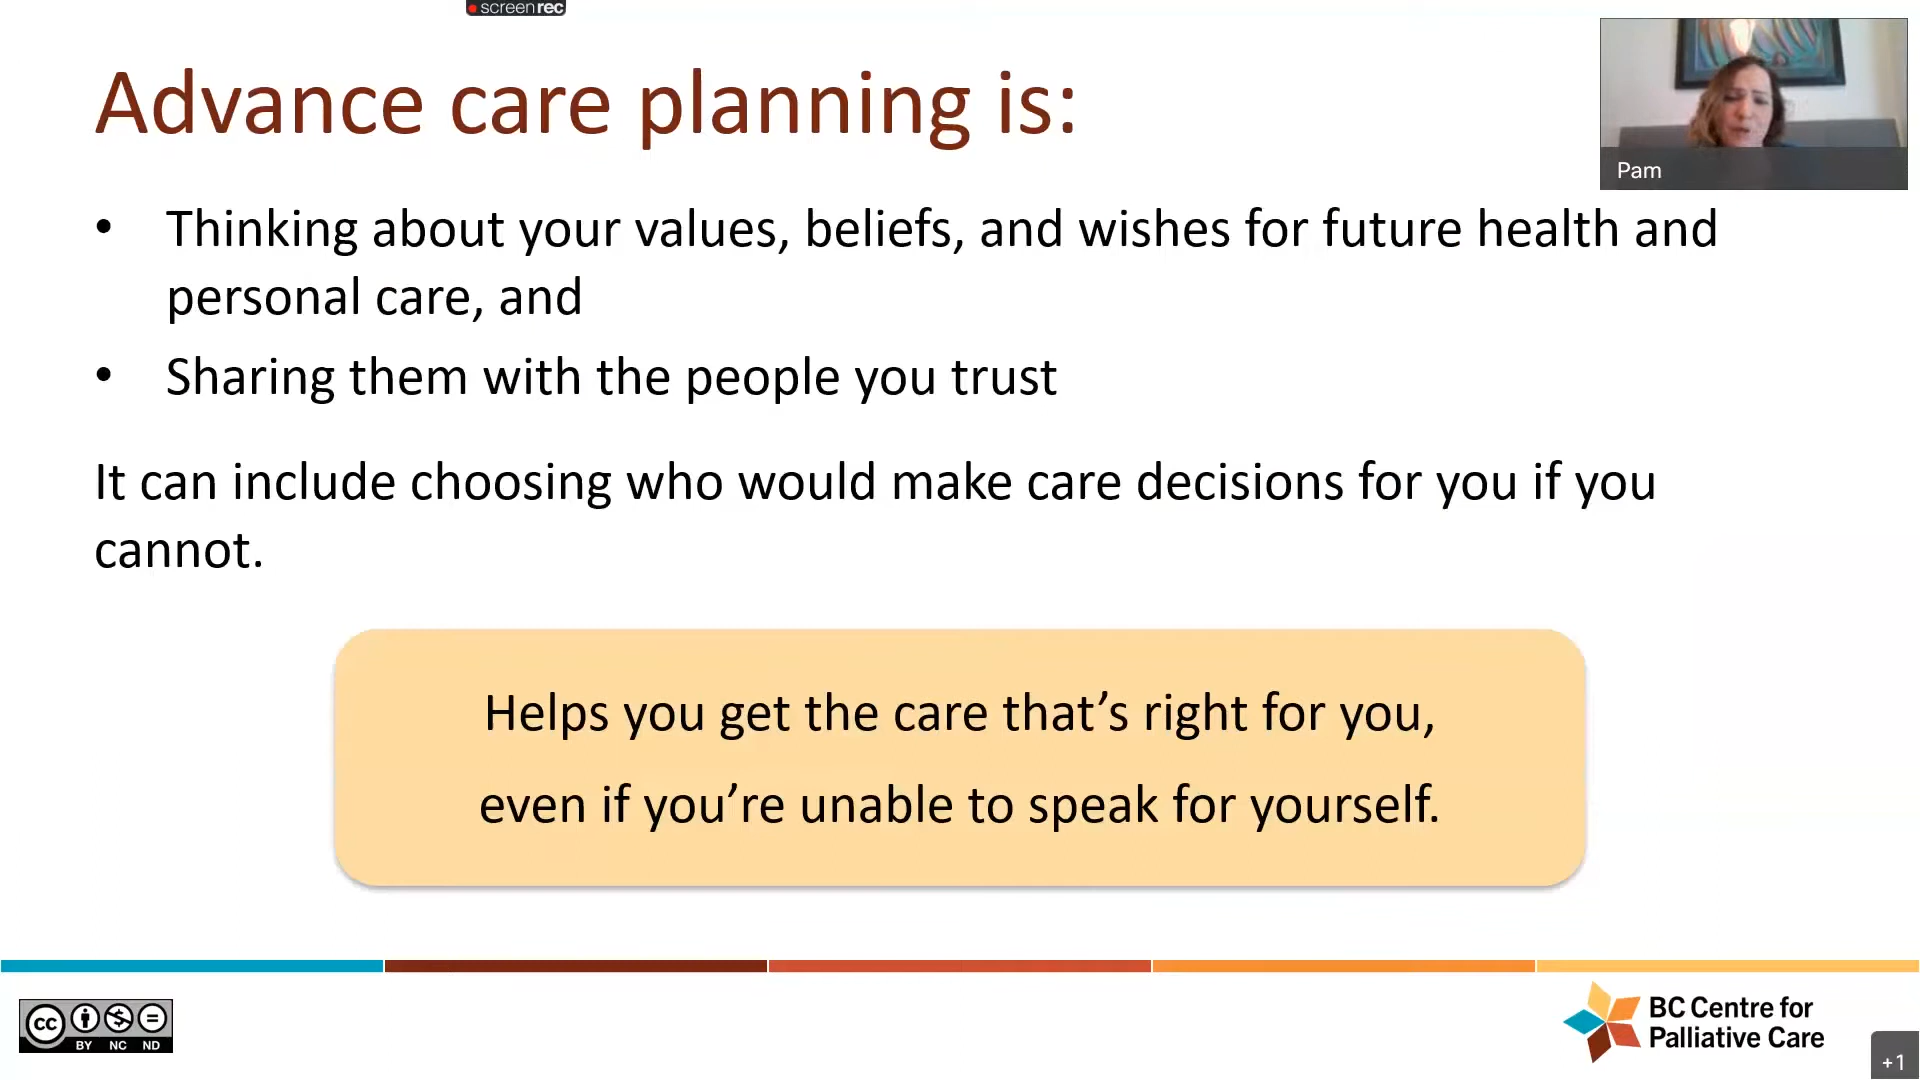 screenrec
Advance care planning is:
Pam
• Thinking about your values, beliefs, and wishes for future health and
personal care, and
• Sharing them with the people you trust
It can include choosing who would make care decisions for you if you
cannot.
Helps you get the care that’s right for you,
even if you’re unable to speak for yourself.
cc
BY NC ND
BC Centre for
Palliative Care
+1